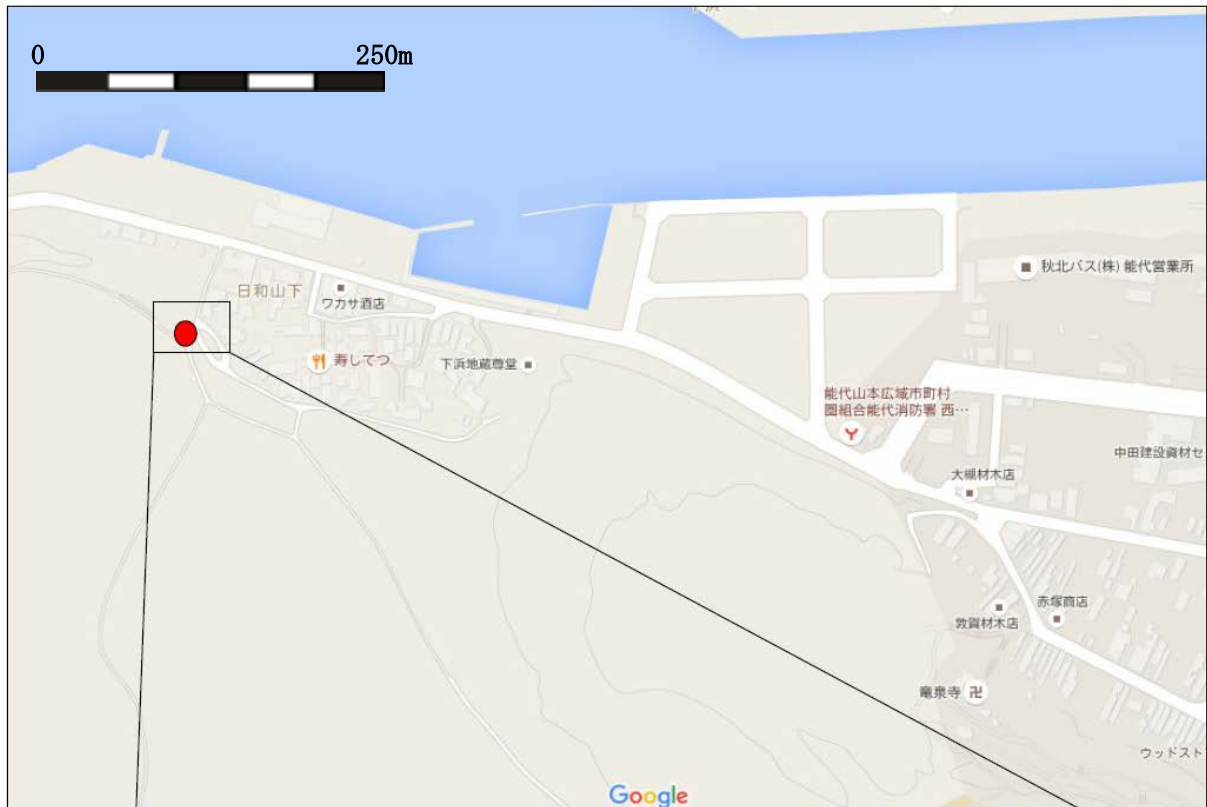 0 250m
秋北バス(株) 能代営業所
日和山下
ワカサ酒店
寿してつ
下浜地蔵尊堂
能代山本広域市町村
圏組合能代消防署 西…
中田建設資材セ
大槻材木店
赤塚商店
敦賀材木店
竜泉寺
ウッドスト
Google